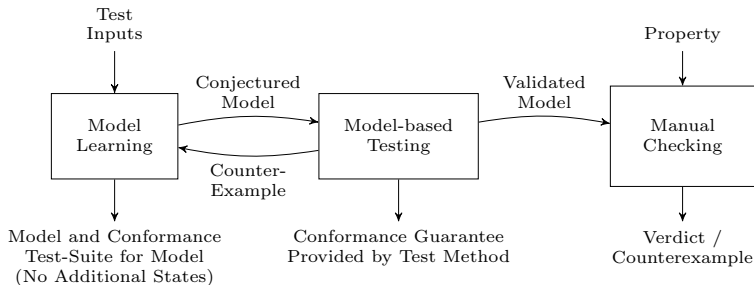 Test
Inputs
Property
Conjectured
Model
Validated
Model
Model
Learning
Model-based
Testing
Manual
Checking
Counter-
Example
Model and Conformance
Test-Suite for Model
(No Additional States)
Conformance Guarantee
Provided by Test Method
Verdict /
Counterexample